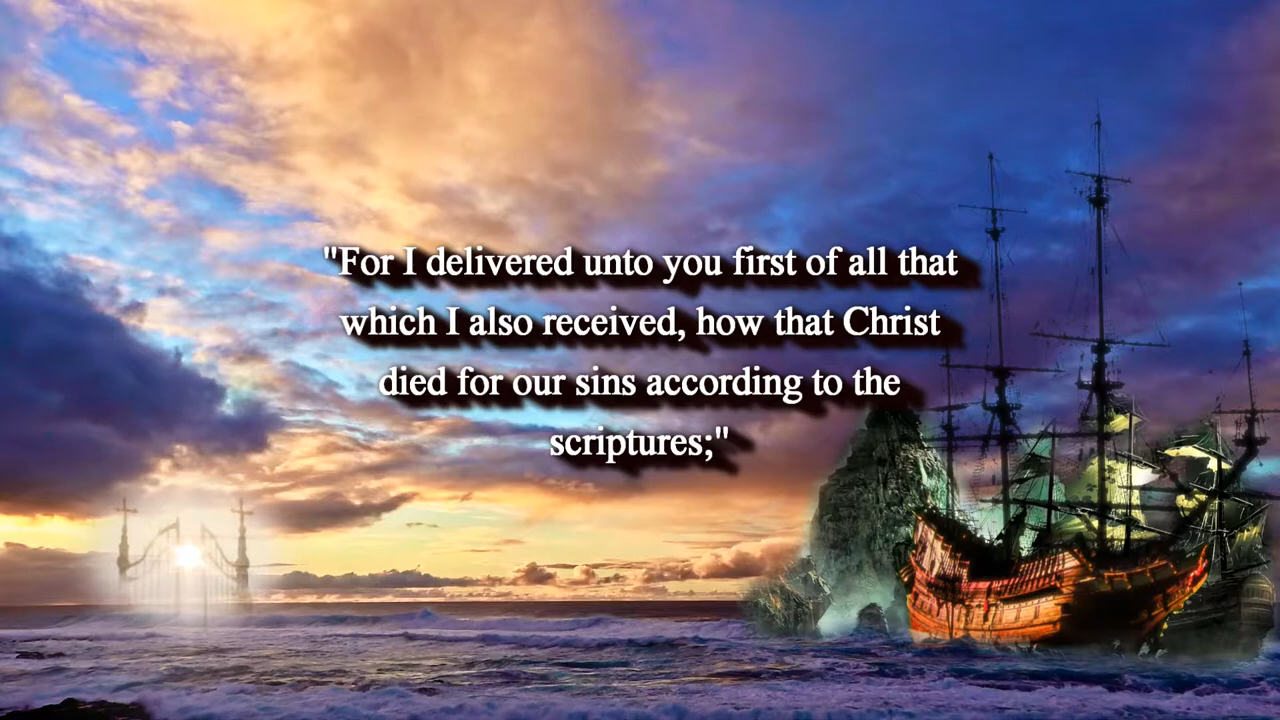 "For I delivered unto you first of all that
which I also received, how that Christ
died for our sins according to the
scriptures;"